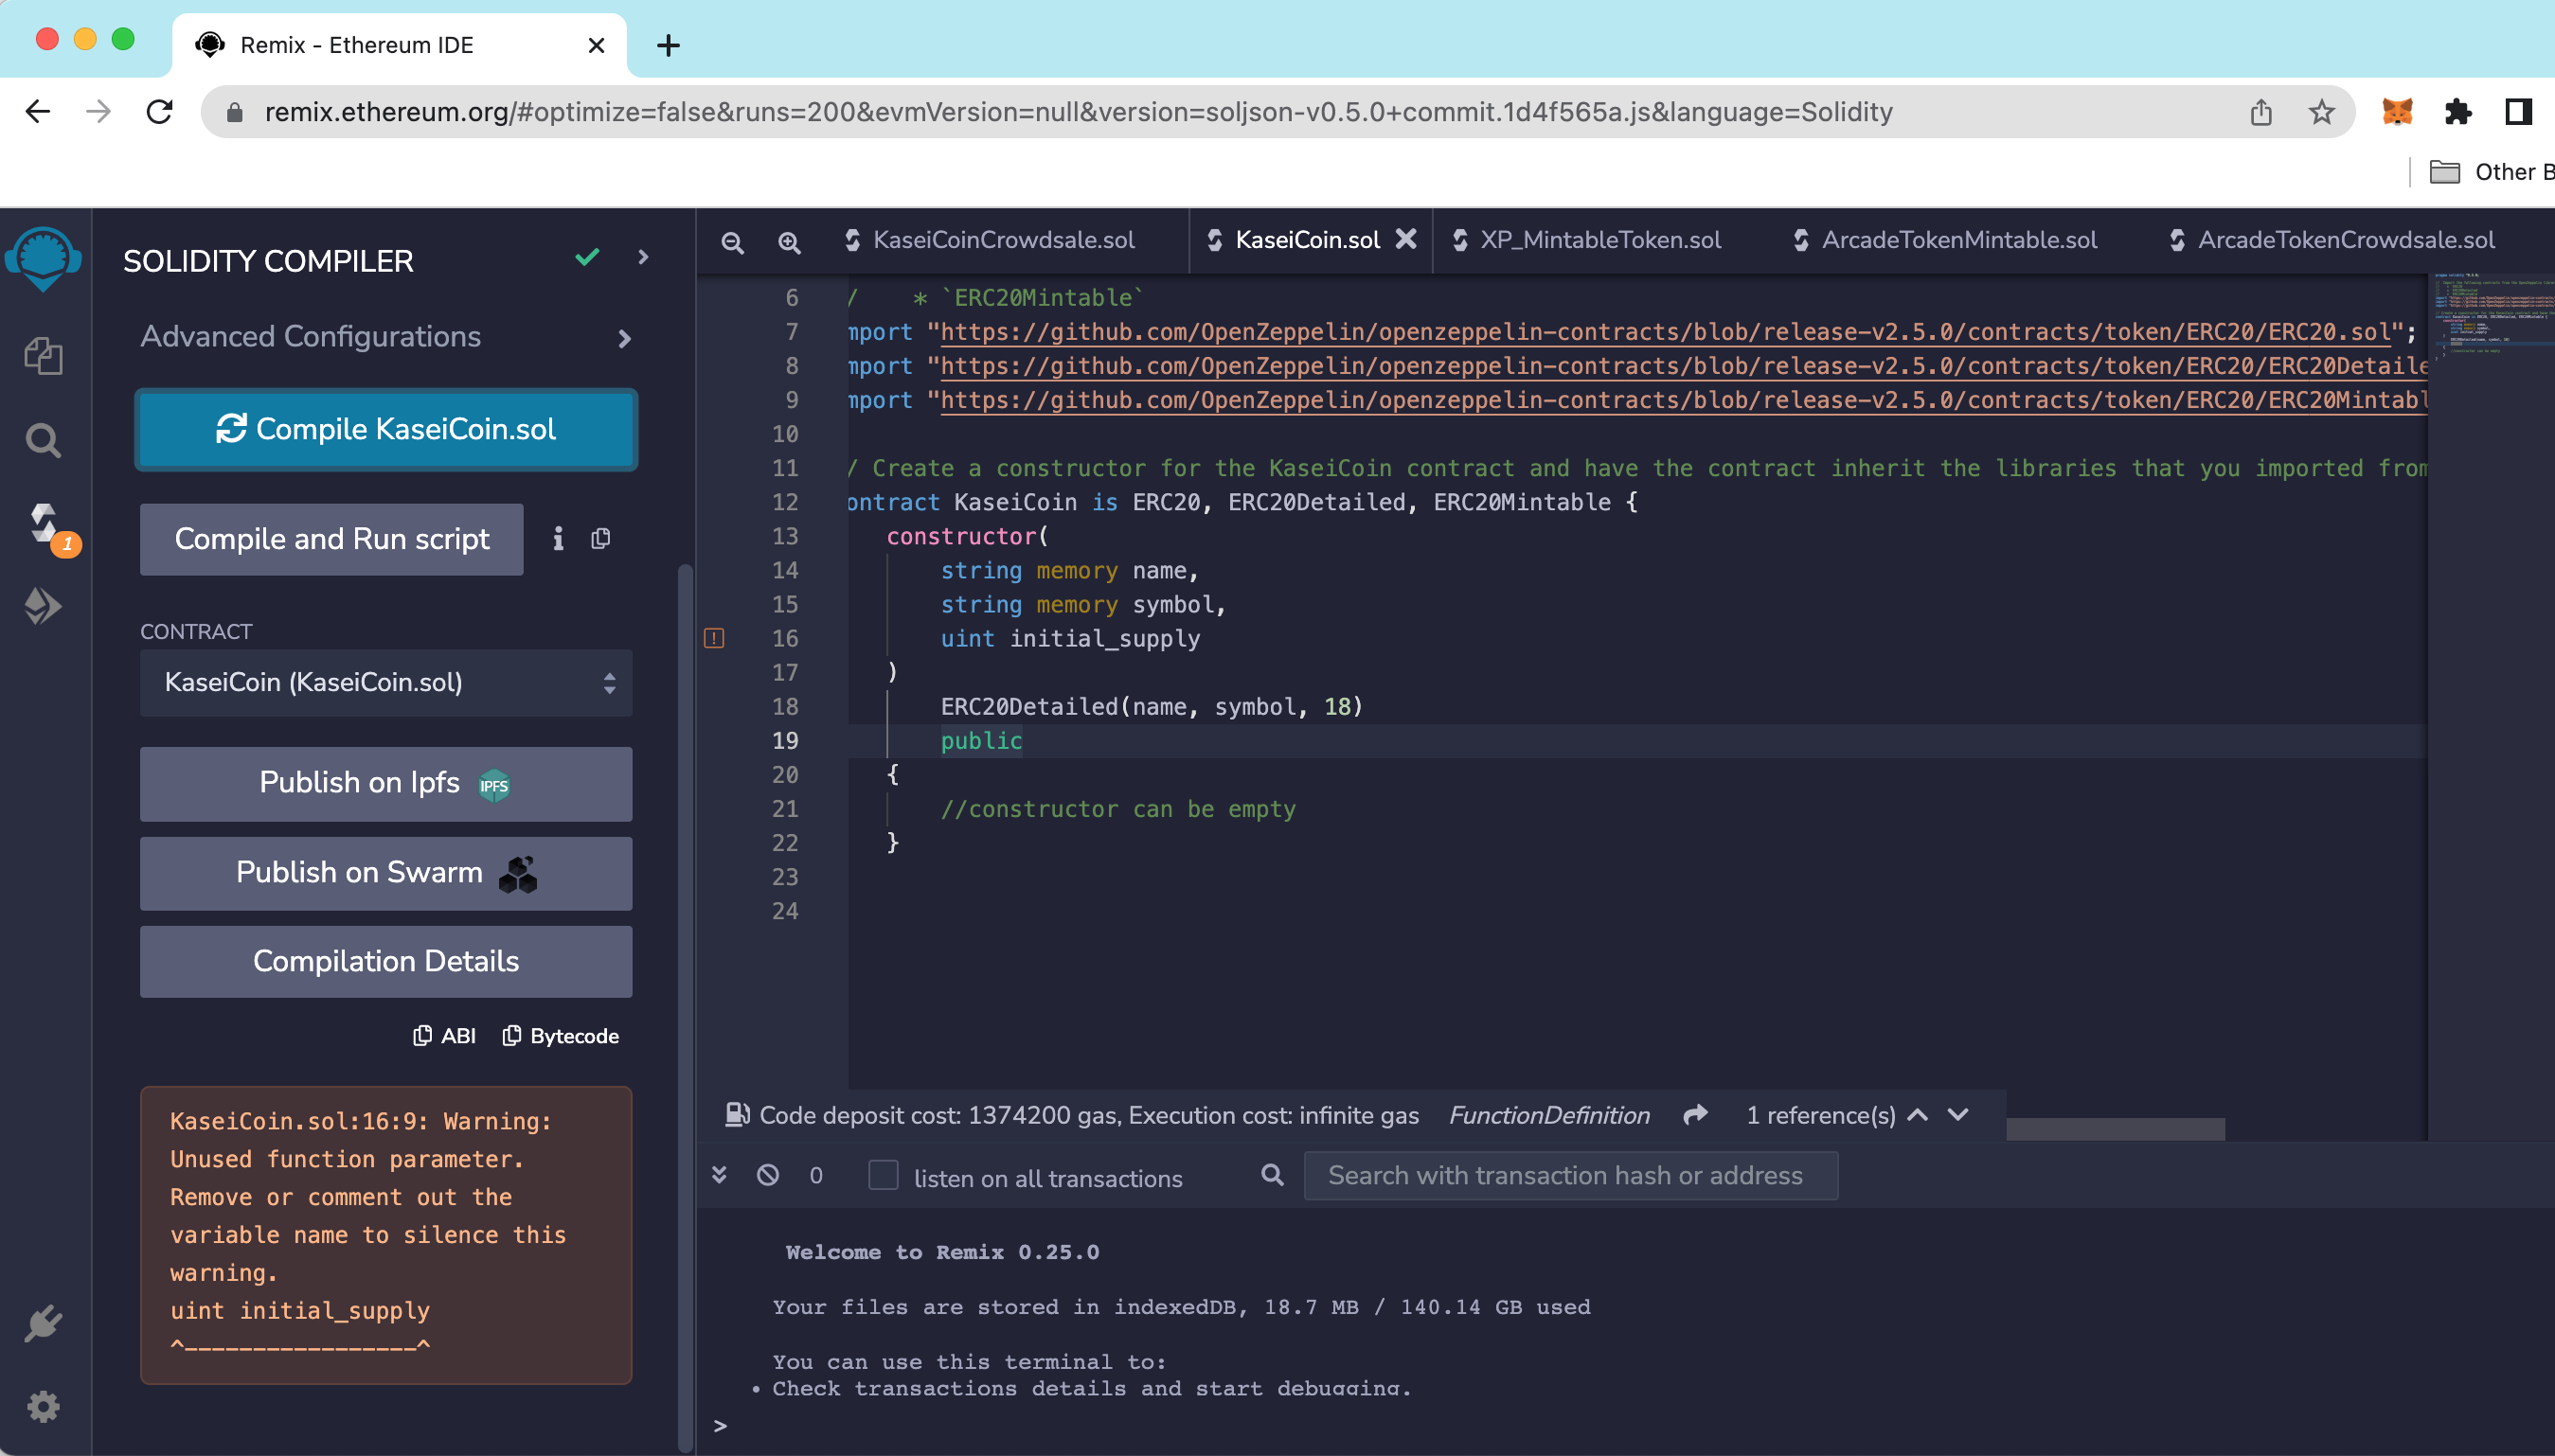 Remix - Ethereum IDE
remix.ethereum.org/#optimize=false&runs=200&evmVersion=null&version=soljson-v0.5.0+commit.1d4f565a.js&language=Solidity
Other B
SOLIDITY COMPILER
Advanced Configurations
Compile KaseiCoin.sol
Compile and Run script
1
CONTRACT
KaseiCoin (KaseiCoin.sol)
Publish on Ipfs IPFS
Publish on Swarm
Compilation Details
ABI Bytecode
KaseiCoin.sol:16:9: Warning:
Unused function parameter.
Remove or comment out the
variable name to silence this
warning.
uint initial_supply
^-----------------^
KaseiCoinCrowdsale.sol KaseiCoin.sol XP_MintableToken.sol ArcadeTokenMintable.sol ArcadeTokenCrowdsale.sol
6 / * `ERC20Mintable`
7 mport "https://github.com/OpenZeppelin/openzeppelin-contracts/blob/release-v2.5.0/contracts/token/ERC20/ERC20.sol";
8 mport "https://github.com/OpenZeppelin/openzeppelin-contracts/blob/release-v2.5.0/contracts/token/ERC20/ERC20Detaile
9 mport "https://github.com/OpenZeppelin/openzeppelin-contracts/blob/release-v2.5.0/contracts/token/ERC20/ERC20Mintabl
10
11 / Create a constructor for the KaseiCoin contract and have the contract inherit the libraries that you imported from
12 ontract KaseiCoin is ERC20, ERC20Detailed, ERC20Mintable {
13 constructor(
14 string memory name,
15 string memory symbol,
16 uint initial_supply
17 )
18 ERC20Detailed(name, symbol, 18)
19 public
20 {
21 //constructor can be empty
22 }
23
24
Code deposit cost: 1374200 gas, Execution cost: infinite gas FunctionDefinition 1 reference(s)
0 listen on all transactions Search with transaction hash or address
Welcome to Remix 0.25.0
Your files are stored in indexedDB, 18.7 MB / 140.14 GB used
You can use this terminal to:
• Check transactions details and start debugging.
>